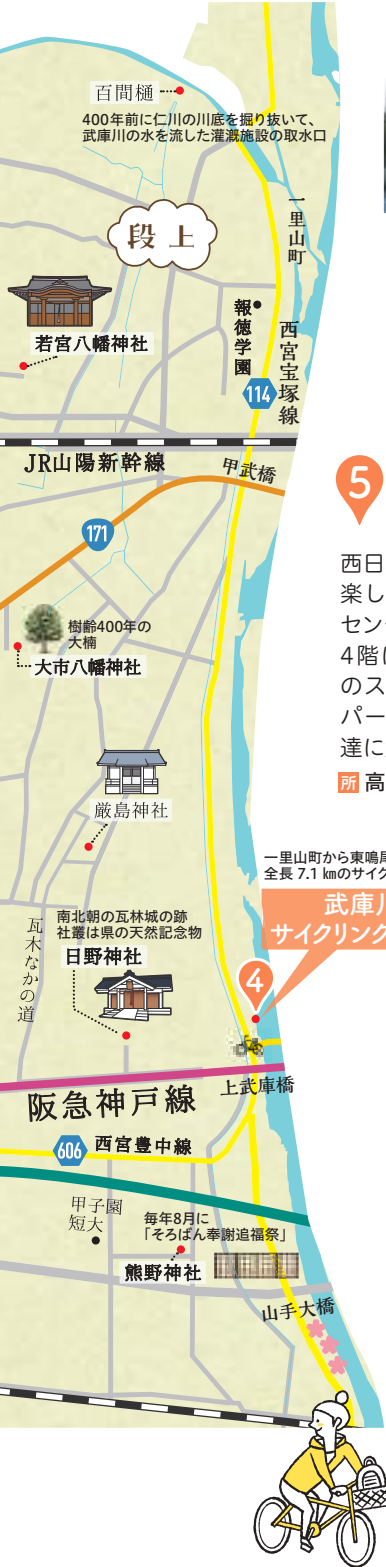 百間樋
400年前に仁川の川底を掘り抜いて、
武庫川の水を流した灌漑施設の取水口
一里山町
段上
報徳学園
西宮宝塚線
若宮八幡神社
114
JR山陽新幹線
甲武橋
171
樹齢400年の
大楠
大市八幡神社
厳島神社
瓦木なかの道
南北朝の瓦林城の跡
社叢は県の天然記念物
日野神社
4
上武庫橋
阪急神戸線
606
西宮豊中線
甲子園
短大
毎年8月に
「そろばん奉謝追福祭」
熊野神社
山手大橋
5
西日
楽し
セン
4階に
のス
パー
達に
所 高
一里山町から東鳴尾
全長 7.1 ㎞のサイク
武庫川
サイクリング